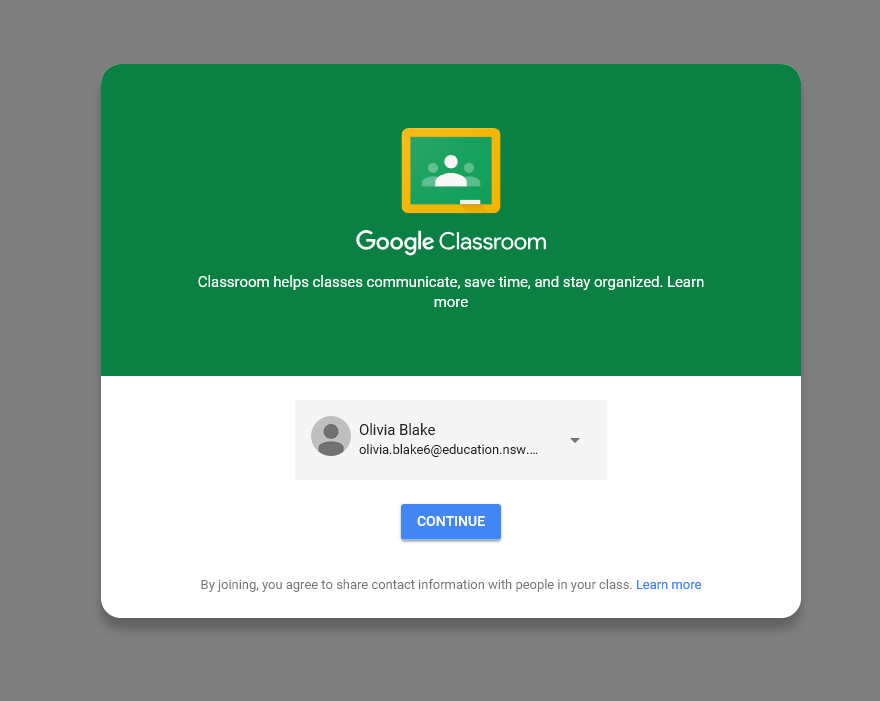 Google Classroom
Classroom helps classes communicate, save time, and stay organized. Learn
more
Olivia Blake
olivia.blake6@education.nsw....
CONTINUE
By joining, you agree to share contact information with people in your class. Learn more